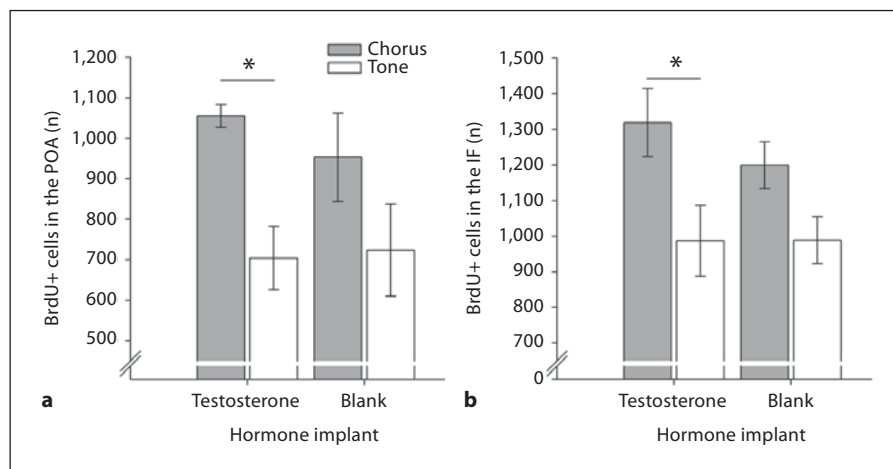 BrdU+ cells in the POA (n)
1,200
1,100
1,000
900
800
700
600
500
*
Chorus
Tone
a
Testosterone
Blank
Hormone implant
BrdU+ cells in the IF (n)
1,500
1,400
1,300
1,200
1,100
1,000
900
800
700
0
*
b
Testosterone
Blank
Hormone implant